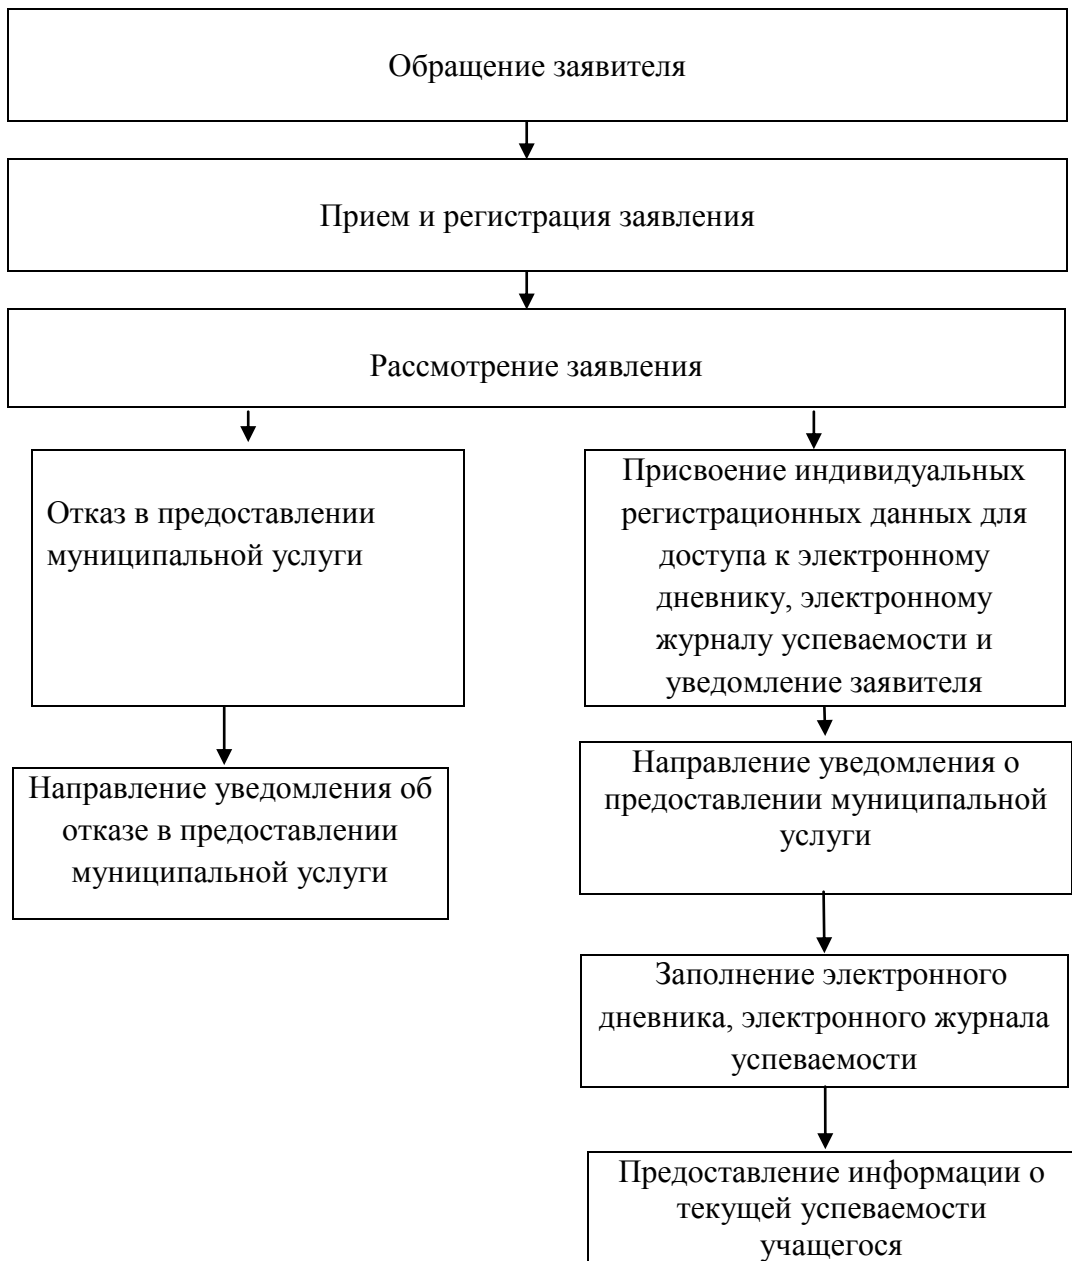 Обращение заявителя
Прием и регистрация заявления
Рассмотрение заявления
Отказ в предоставлении
муниципальной услуги
Направление уведомления об
отказе в предоставлении
муниципальной услуги
Присвоение индивидуальных
регистрационных данных для
доступа к электронному
дневнику, электронному
журналу успеваемости и
уведомление заявителя
Направление уведомления о
предоставлении муниципальной
услуги
Заполнение электронного
дневника, электронного журнала
успеваемости
Предоставление информации о
текущей успеваемости
учащегося